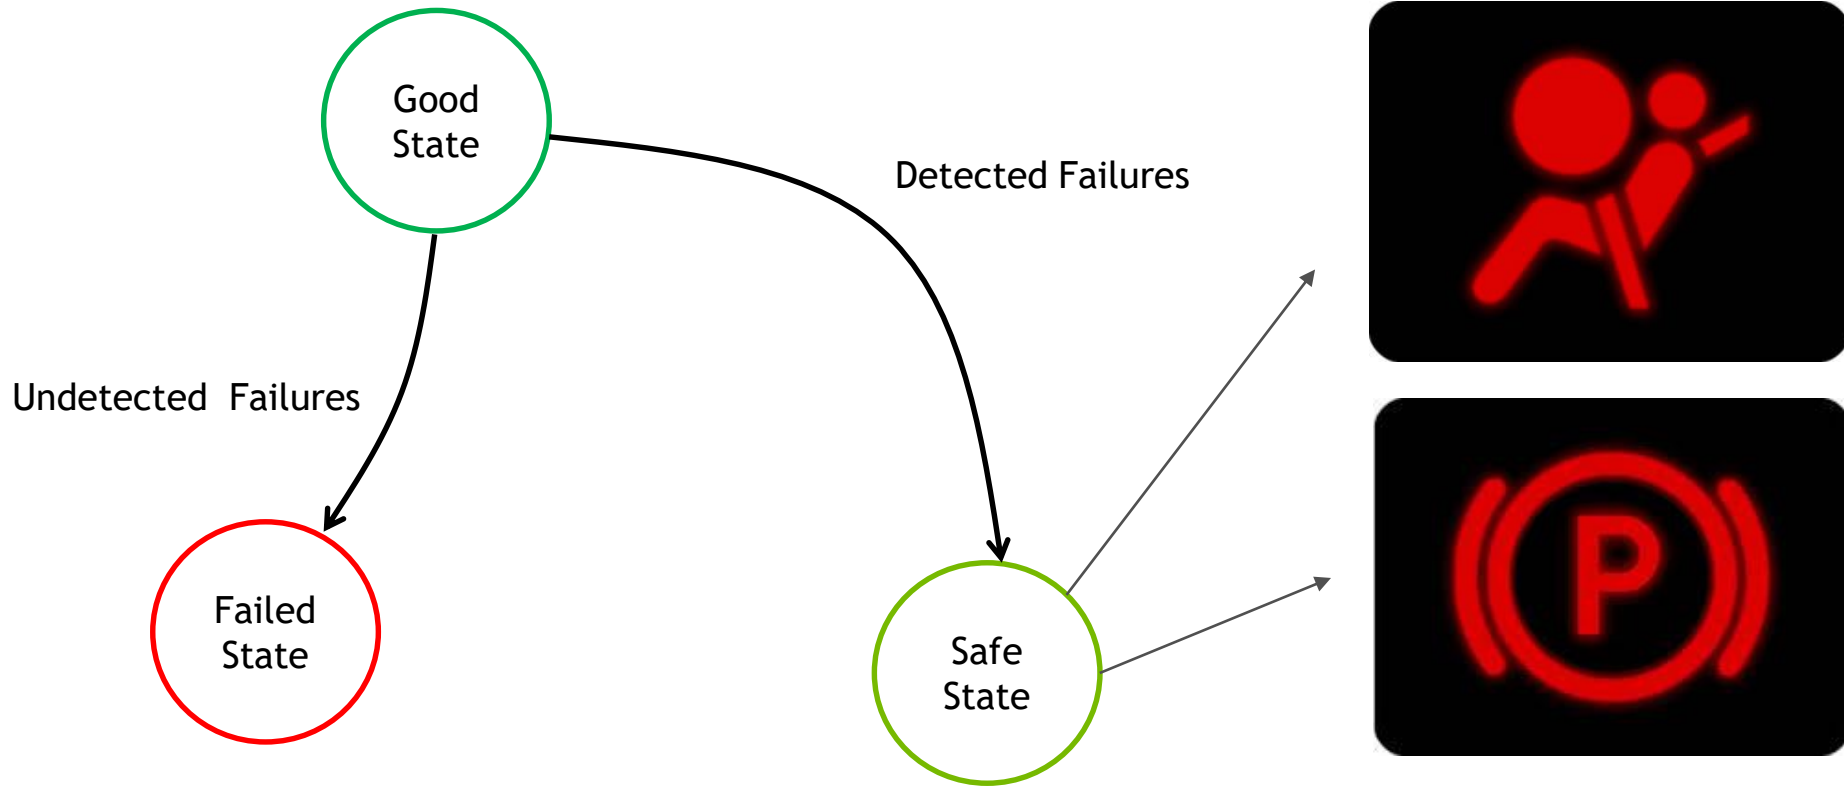 Good
State
Detected Failures
Undetected  Failures
Failed
State
Safe
State
P